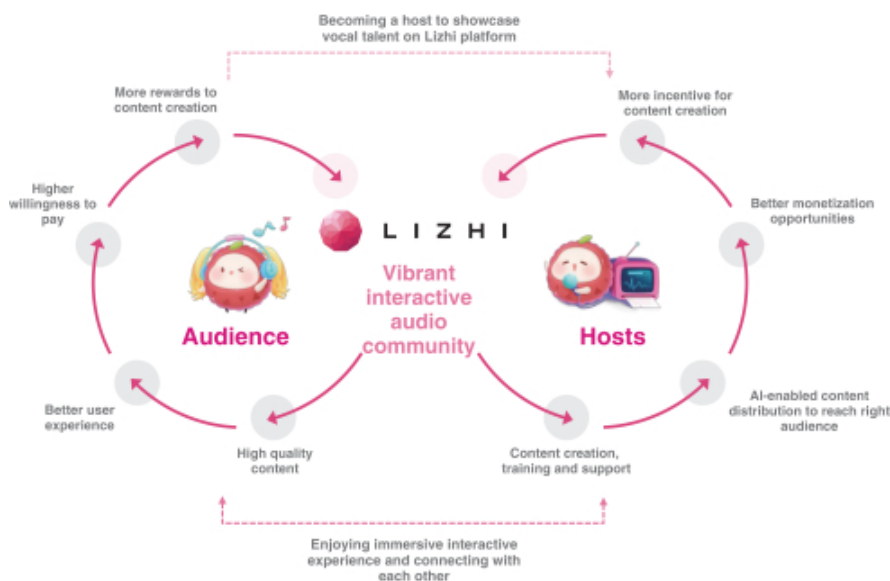 Becoming a host to showcase
vocal talent on Lizhi platform
More rewards to
content creation
More incentive for
content creation
Higher
willingness to
pay
Better monetization
opportunities
LIZHI
Vibrant
interactive
audio
community
Audience
Hosts
Better user
experience
AI-enabled content
distribution to reach right
audience
High quality
content
Content creation,
training and support
Enjoying immersive interactive
experience and connecting with
each other